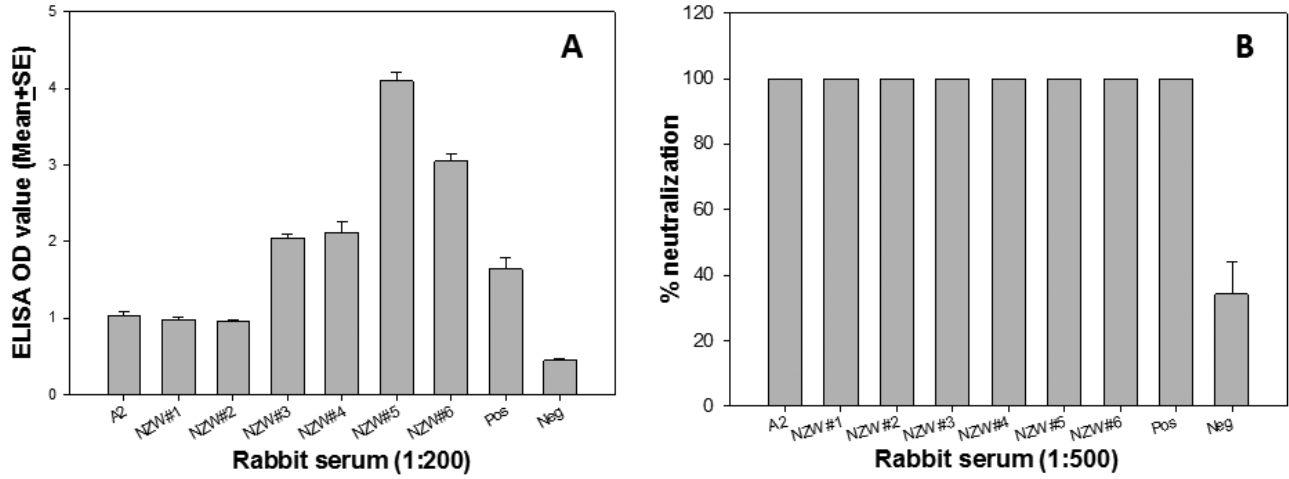 A
ELISA OD value (Mean±SE)
5
4
3
2
1
0
A2
NZW#1
NZW#2
NZW#3
NZW#4
NZW#5
NZW#6
Pos
Neg
Rabbit serum (1:200)
B
% neutralization
120
100
80
60
40
20
0
A2
NZW #1
NZW #2
NZW #3
NZW #4
NZW #5
NZW #6
Pos
Neg
Rabbit serum (1:500)